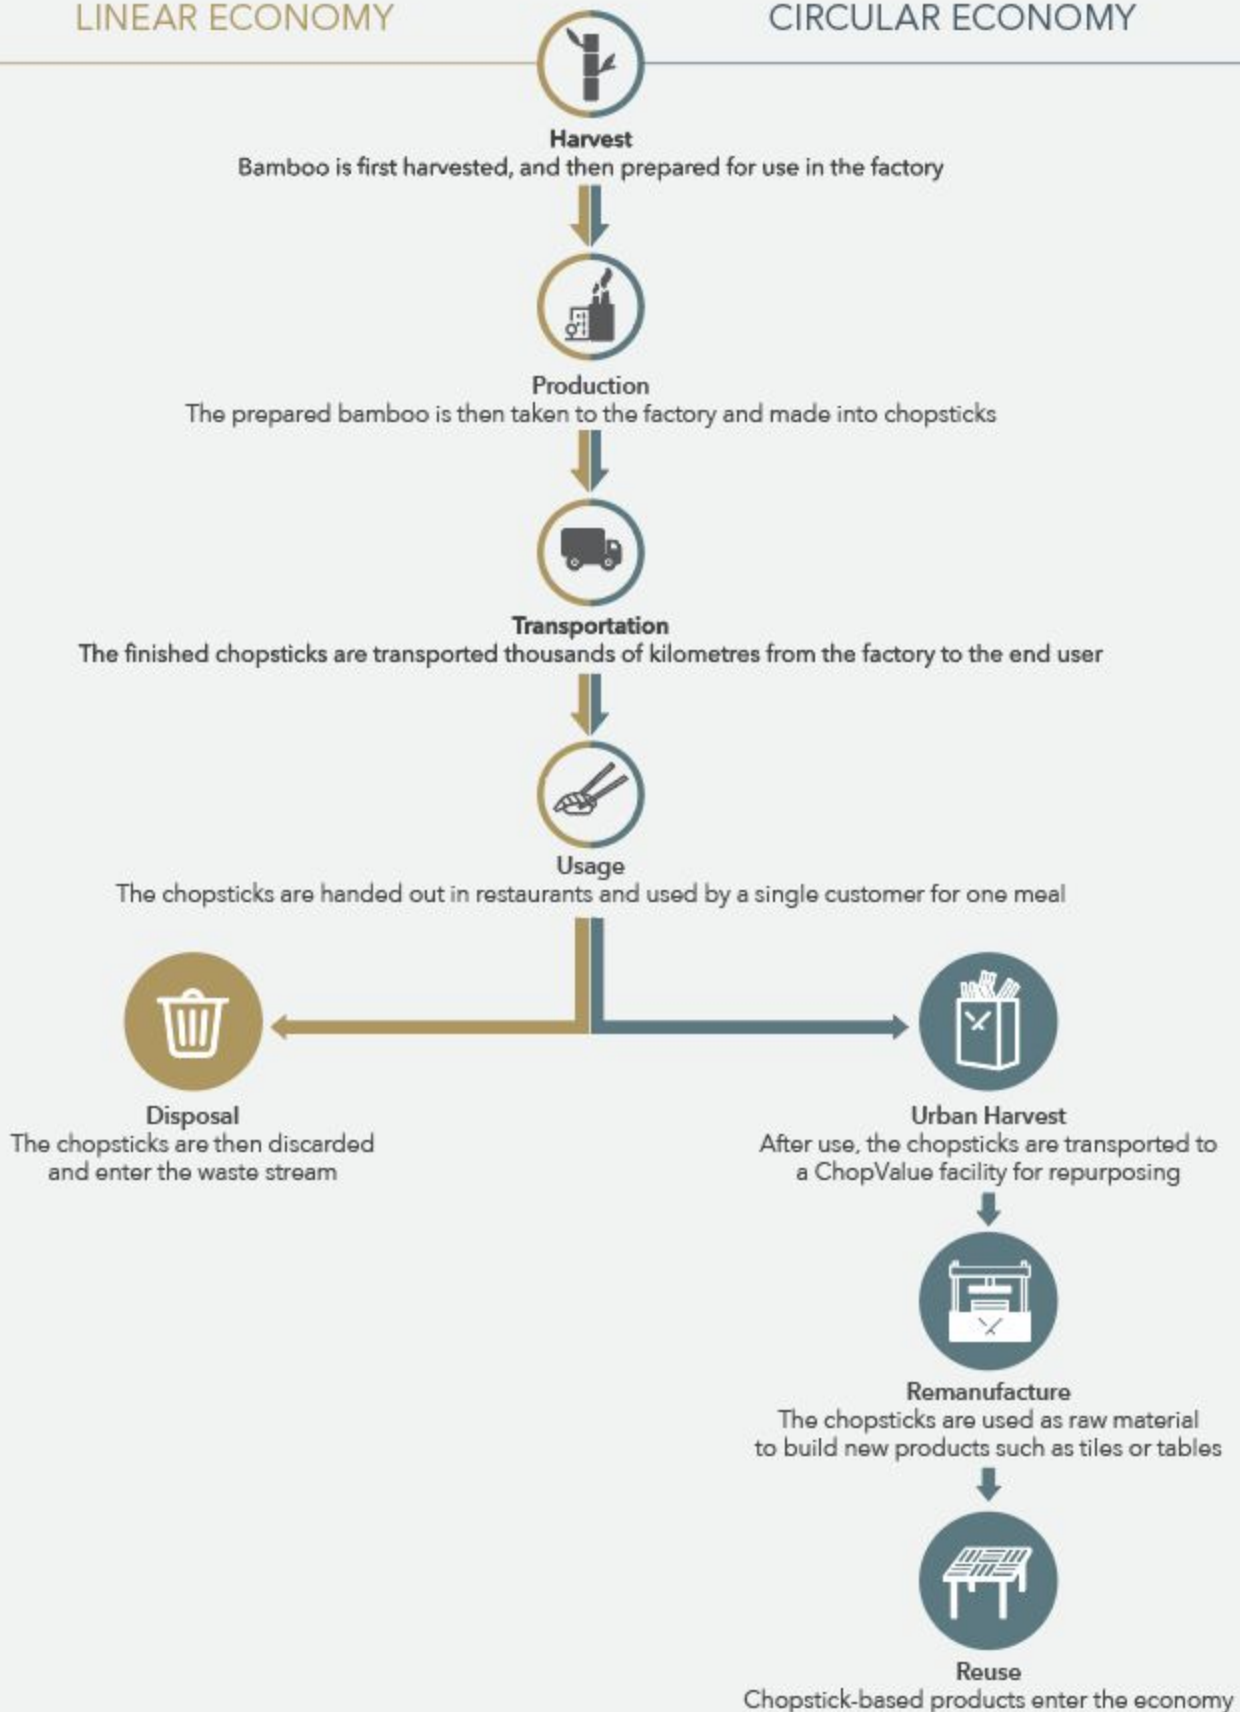 LINEAR ECONOMY
CIRCULAR ECONOMY
Harvest
Bamboo is first harvested, and then prepared for use in the factory
Production
The prepared bamboo is then taken to the factory and made into chopsticks
Transportation
The finished chopsticks are transported thousands of kilometres from the factory to the end user
Usage
The chopsticks are handed out in restaurants and used by a single customer for one meal
Disposal
The chopsticks are then discarded
and enter the waste stream
Urban Harvest
After use, the chopsticks are transported to
a ChopValue facility for repurposing
Remanufacture
The chopsticks are used as raw material
to build new products such as tiles or tables
Reuse
Chopstick-based products enter the economy